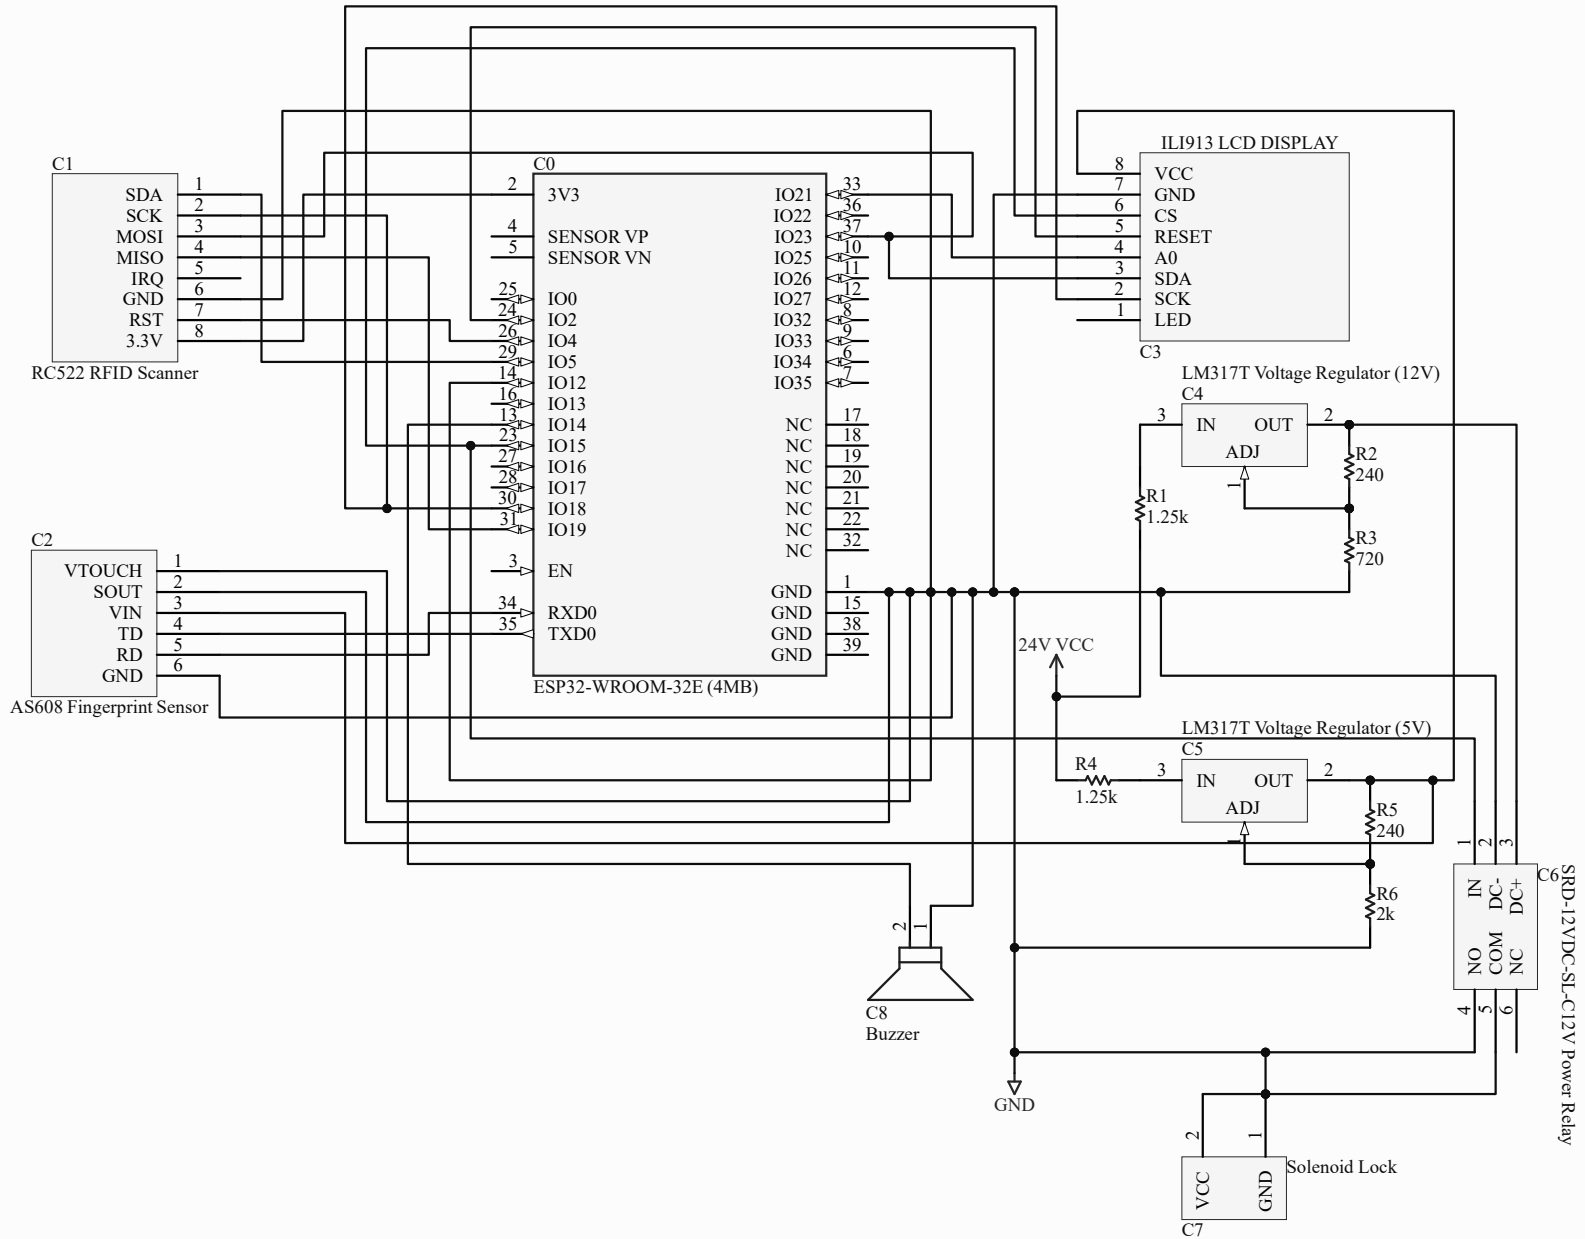 C1
SDA 1
SCK 2
MOSI 3
MISO 4
IRQ 5
GND 6
RST 7
3.3V 8
RC522 RFID Scanner
C2
VTOUCH 1
SOUT 2
VIN 3
TD 4
RD 5
GND 6
AS608 Fingerprint Sensor
C0
2 3V3
4 SENSOR VP
5 SENSOR VN
25 IO0
24 IO2
26 IO4
29 IO5
14 IO12
16 IO13
13 IO14
23 IO15
27 IO16
28 IO17
30 IO18
31 IO19
3 EN
34 RXD0
35 TXD0
IO21 33
IO22 36
IO23 37
IO25 10
IO26 11
IO27 12
IO32 8
IO33 9
IO34 6
IO35 7
NC 17
NC 18
NC 19
NC 20
NC 21
NC 22
NC 32
GND 1
GND 15
GND 38
GND 39
ESP32-WROOM-32E (4MB)
ILI913 LCD DISPLAY
8 VCC
7 GND
6 CS
5 RESET
4 A0
3 SDA
2 SCK
1 LED
C3
LM317T Voltage Regulator (12V)
C4
3 IN OUT 2
ADJ
1
R2
240
R1
1.25k
R3
720
24V VCC
LM317T Voltage Regulator (5V)
C5
R4
1.25k
3 IN OUT 2
ADJ
1
R5
240
R6
2k
1 2 3
IN DC- DC+
NO COM NC
4 5 6
C6
SRD-12VDC-SL-C12V Power Relay
2 1
C8
Buzzer
GND
2 1
VCC GND
Solenoid Lock
C7